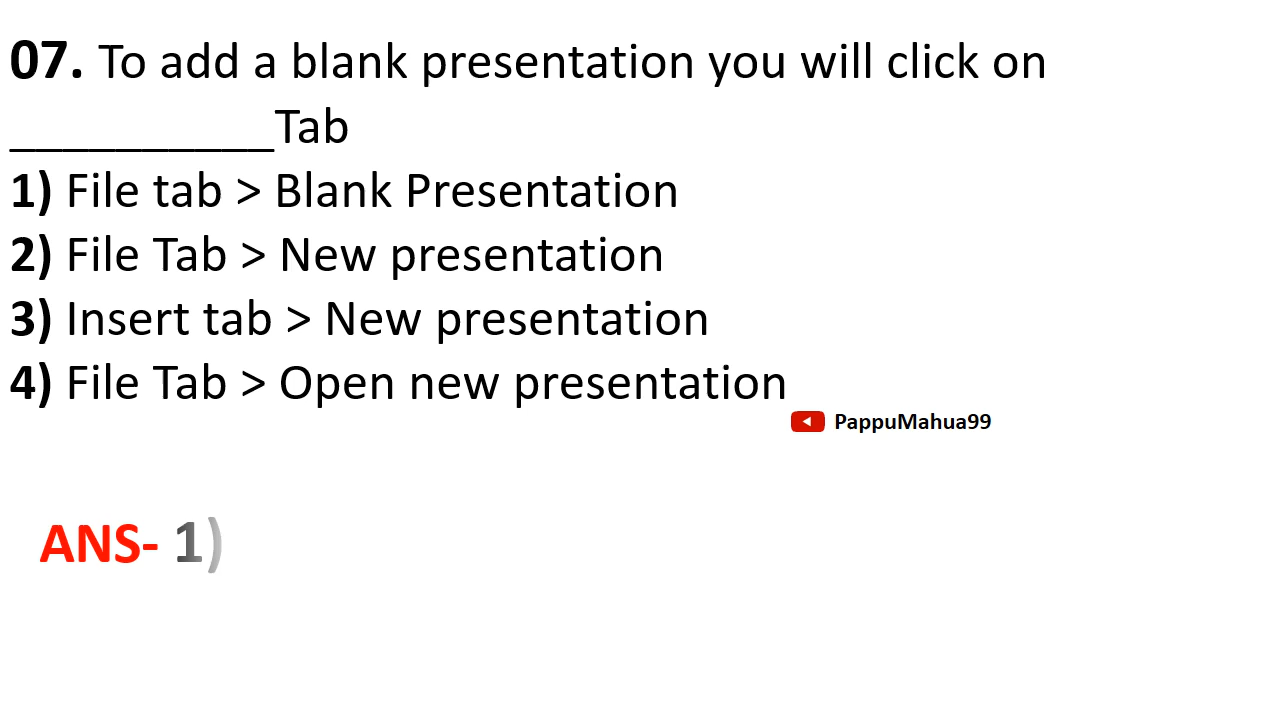 07. To add a blank presentation you will click on
__________Tab
1) File tab > Blank Presentation
2) File Tab > New presentation
3) Insert tab > New presentation
4) File Tab > Open new presentation
PappuMahua99
ANS- 1)